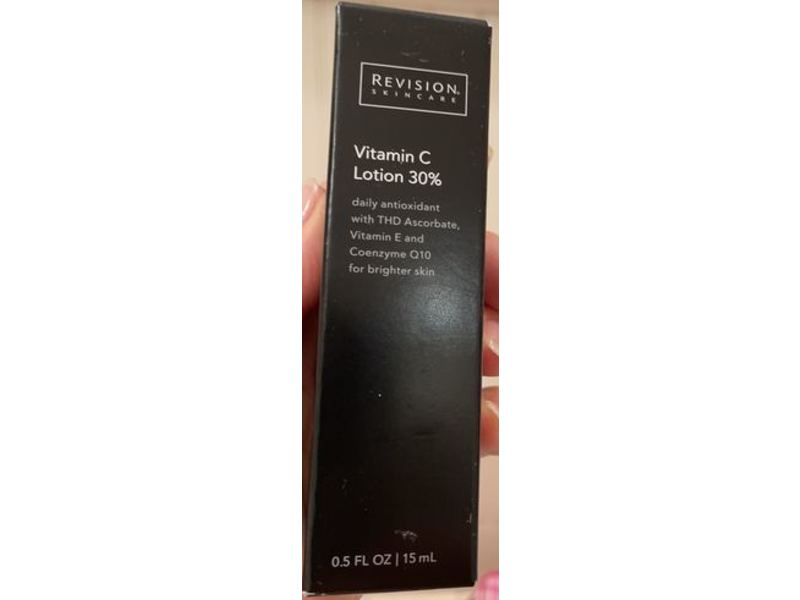 REVISION®
SKINCARE
Vitamin C
Lotion 30%
daily antioxidant
with THD Ascorbate,
Vitamin E and
Coenzyme Q10
for brighter skin
0.5 FL OZ | 15 mL